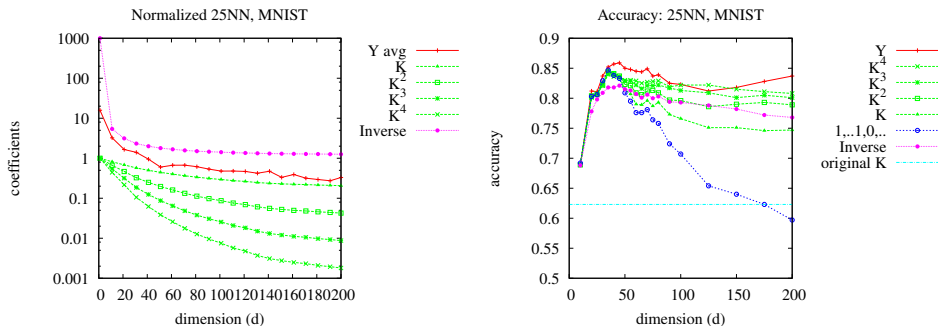 Normalized 25NN, MNIST
coefficients
1000
100
10
1
0.1
0.01
0.001
0 20 40 60 80 100 120 140 160 180 200
dimension (d)
Y avg
K
K^2
K^3
K^4
Inverse
Accuracy: 25NN, MNIST
accuracy
0.9
0.85
0.8
0.75
0.7
0.65
0.6
0.55
0.5
0 50 100 150 200
dimension (d)
Y
K^4
K^3
K^2
K
1,..1,0,..
Inverse
original K